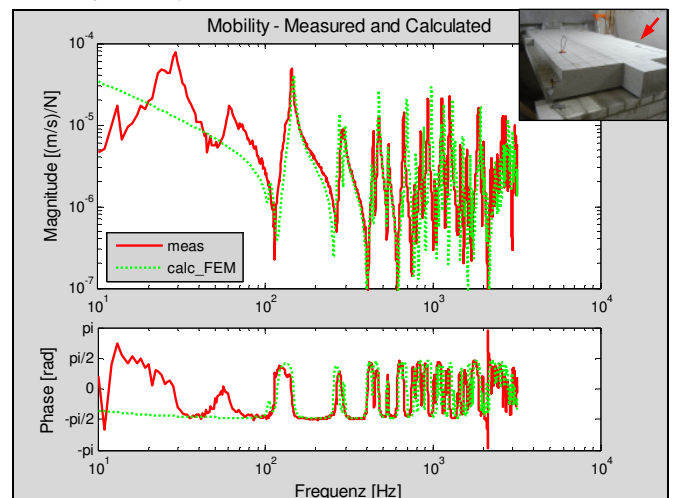 Mobility - Measured and Calculated
10^-4
10^-5
10^-6
10^-7
Magnitude [(m/s)/N]
meas
calc_FEM
10^1
10^2
10^3
10^4
pi
pi/2
0
-pi/2
-pi
Phase [rad]
10^1
10^2
10^3
10^4
Frequenz [Hz]